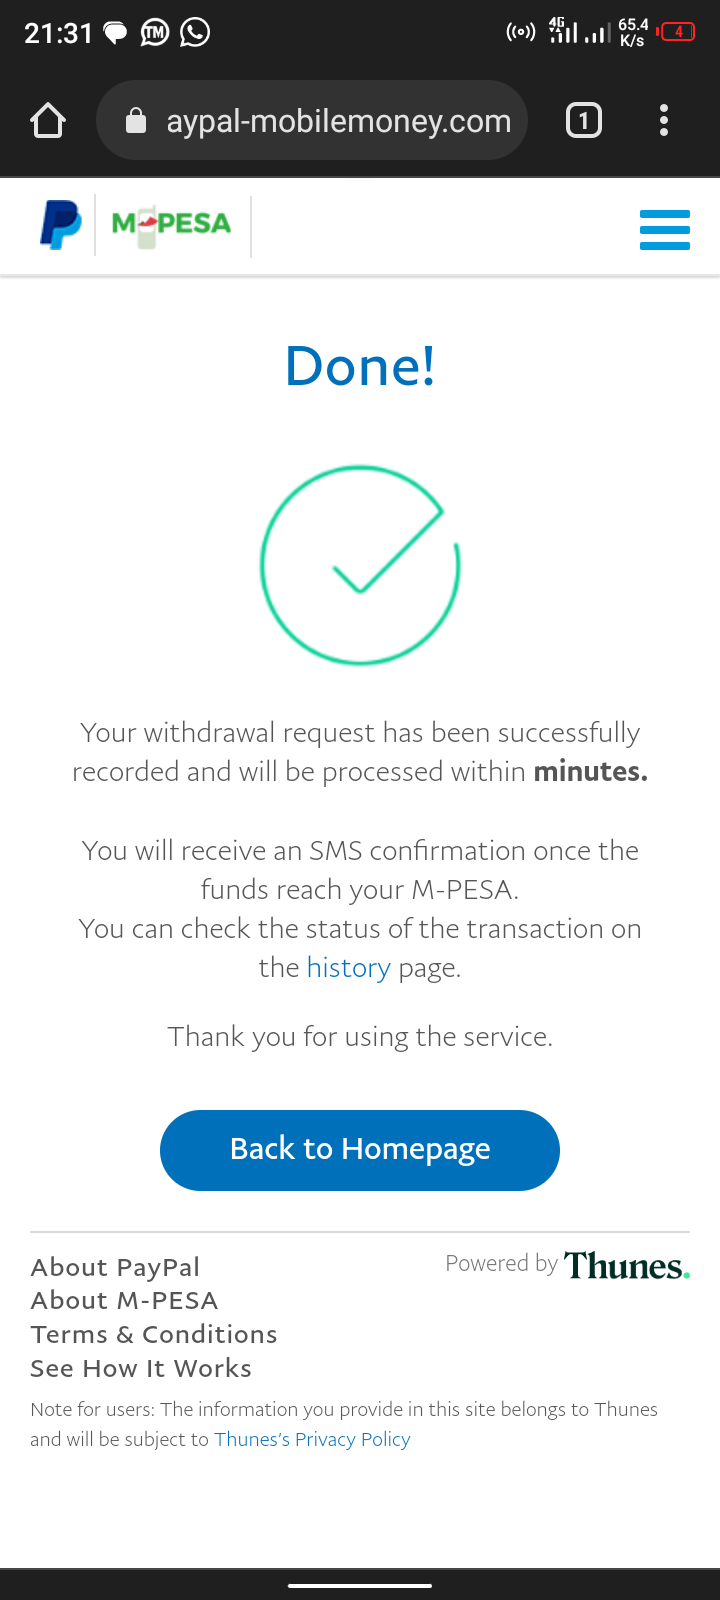 21:31 TM 4G 65.4 K/s 4
aypal-mobilemoney.com 1
M-PESA
Done!
Your withdrawal request has been successfully
recorded and will be processed within minutes.
You will receive an SMS confirmation once the
funds reach your M-PESA.
You can check the status of the transaction on
the history page.
Thank you for using the service.
Back to Homepage
About PayPal
Powered by Thunes.
About M-PESA
Terms & Conditions
See How It Works
Note for users: The information you provide in this site belongs to Thunes
and will be subject to Thunes's Privacy Policy